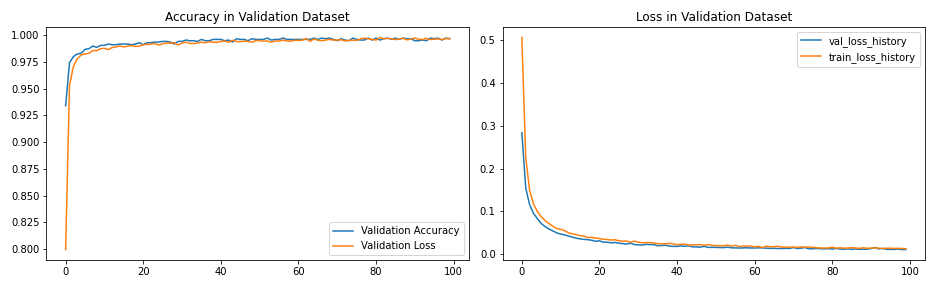 Accuracy in Validation Dataset
1.000
0.975
0.950
0.925
0.900
0.875
0.850
0.825
0.800
0 20 40 60 80 100
Validation Accuracy
Validation Loss
Loss in Validation Dataset
0.5
0.4
0.3
0.2
0.1
0.0
0 20 40 60 80 100
val_loss_history
train_loss_history